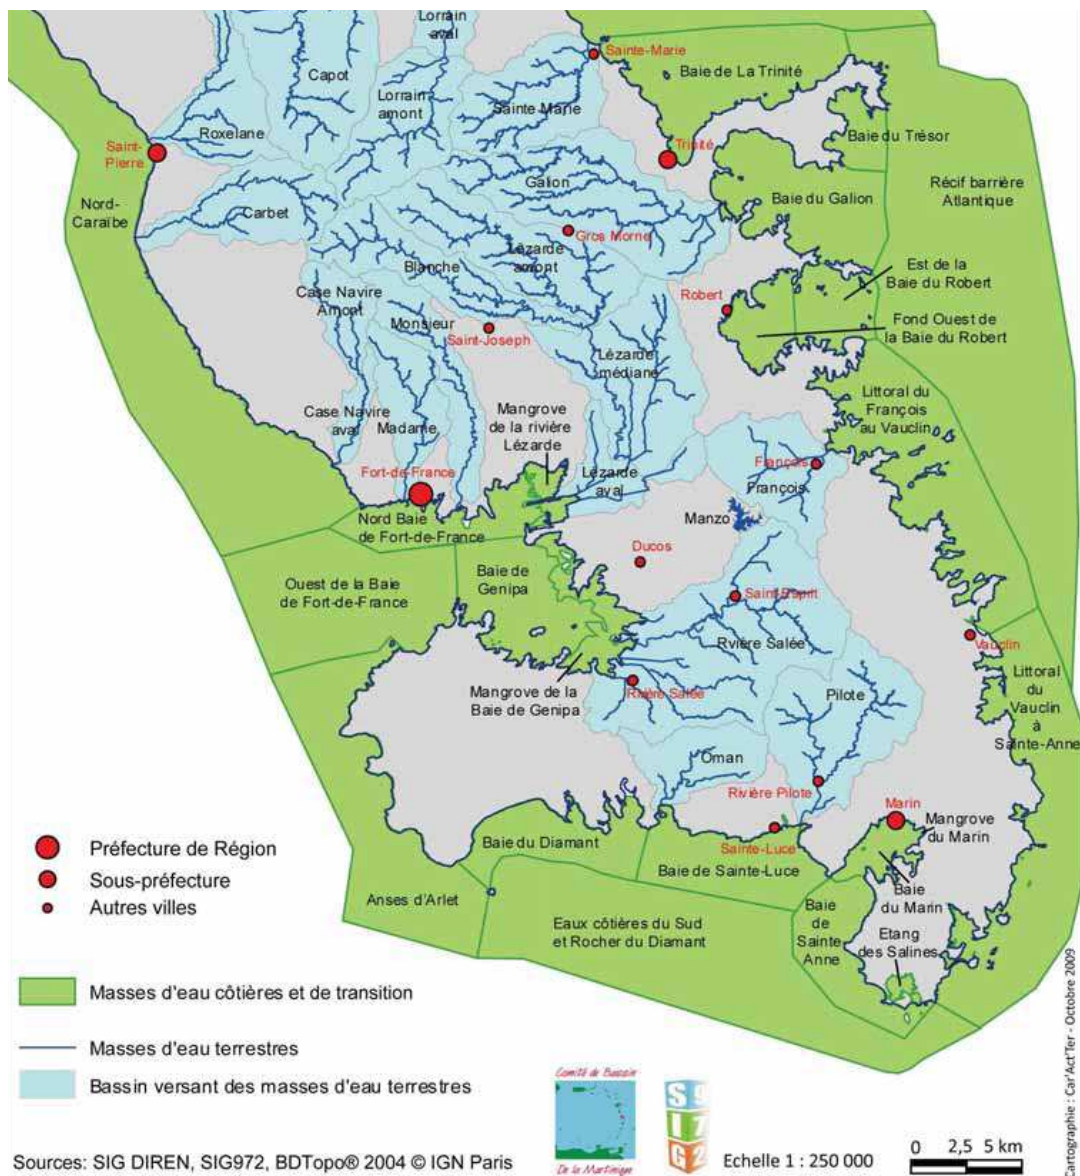 Lorrain
aval
Sainte-Marie
Capot
Baie de La Trinité
Lorrain
amont
Sainte Marie
Roxelane
Baie du Trésor
Saint-
Pierre
Trinité
Galion
Récif barrière
Atlantique
Nord-
Caraïbe
Carbet
Baie du Galion
Gros Morne
Lézarde
amont
Blanche
Est de la
Baie du Robert
Case Navire
Amont
Robert
Monsieur
Saint-Joseph
Fond Ouest de
la Baie du Robert
Lézarde
médiane
Littoral du
François
au Vauclin
Case Navire
aval
Madame
Mangrove
de la rivière
Lézarde
Fort-de-France
Lézarde
aval
François
François
Nord Baie
de Fort-de-France
Manzo
Ducos
Ouest de la Baie
de Fort-de-France
Baie de
Genipa
Saint-Esprit
Rvière Salée
Vauclin
Mangrove de la
Baie de Genipa
Rivière Salée
Pilote
Littoral
du
Vauclin
à
Sainte-Anne
Oman
Rivière Pilote
Marin
Mangrove
du Marin
Baie du Diamant
Sainte-Luce
Baie de Sainte-Luce
Anses d'Arlet
Baie
du Marin
Eaux côtières du Sud
et Rocher du Diamant
Baie
de
Sainte
Anne
Etang
des Salines
Préfecture de Région
Sous-préfecture
Autres villes
Masses d'eau côtières et de transition
Masses d'eau terrestres
Bassin versant des masses d'eau terrestres
Comité de Bassin
De la Martinique
S 9
I 7
G 2
Sources: SIG DIREN, SIG972, BDTopo® 2004 © IGN Paris
Echelle 1 : 250 000
0 2,5 5 km
Cartographie : Car'Act'Ter - Octobre 2009